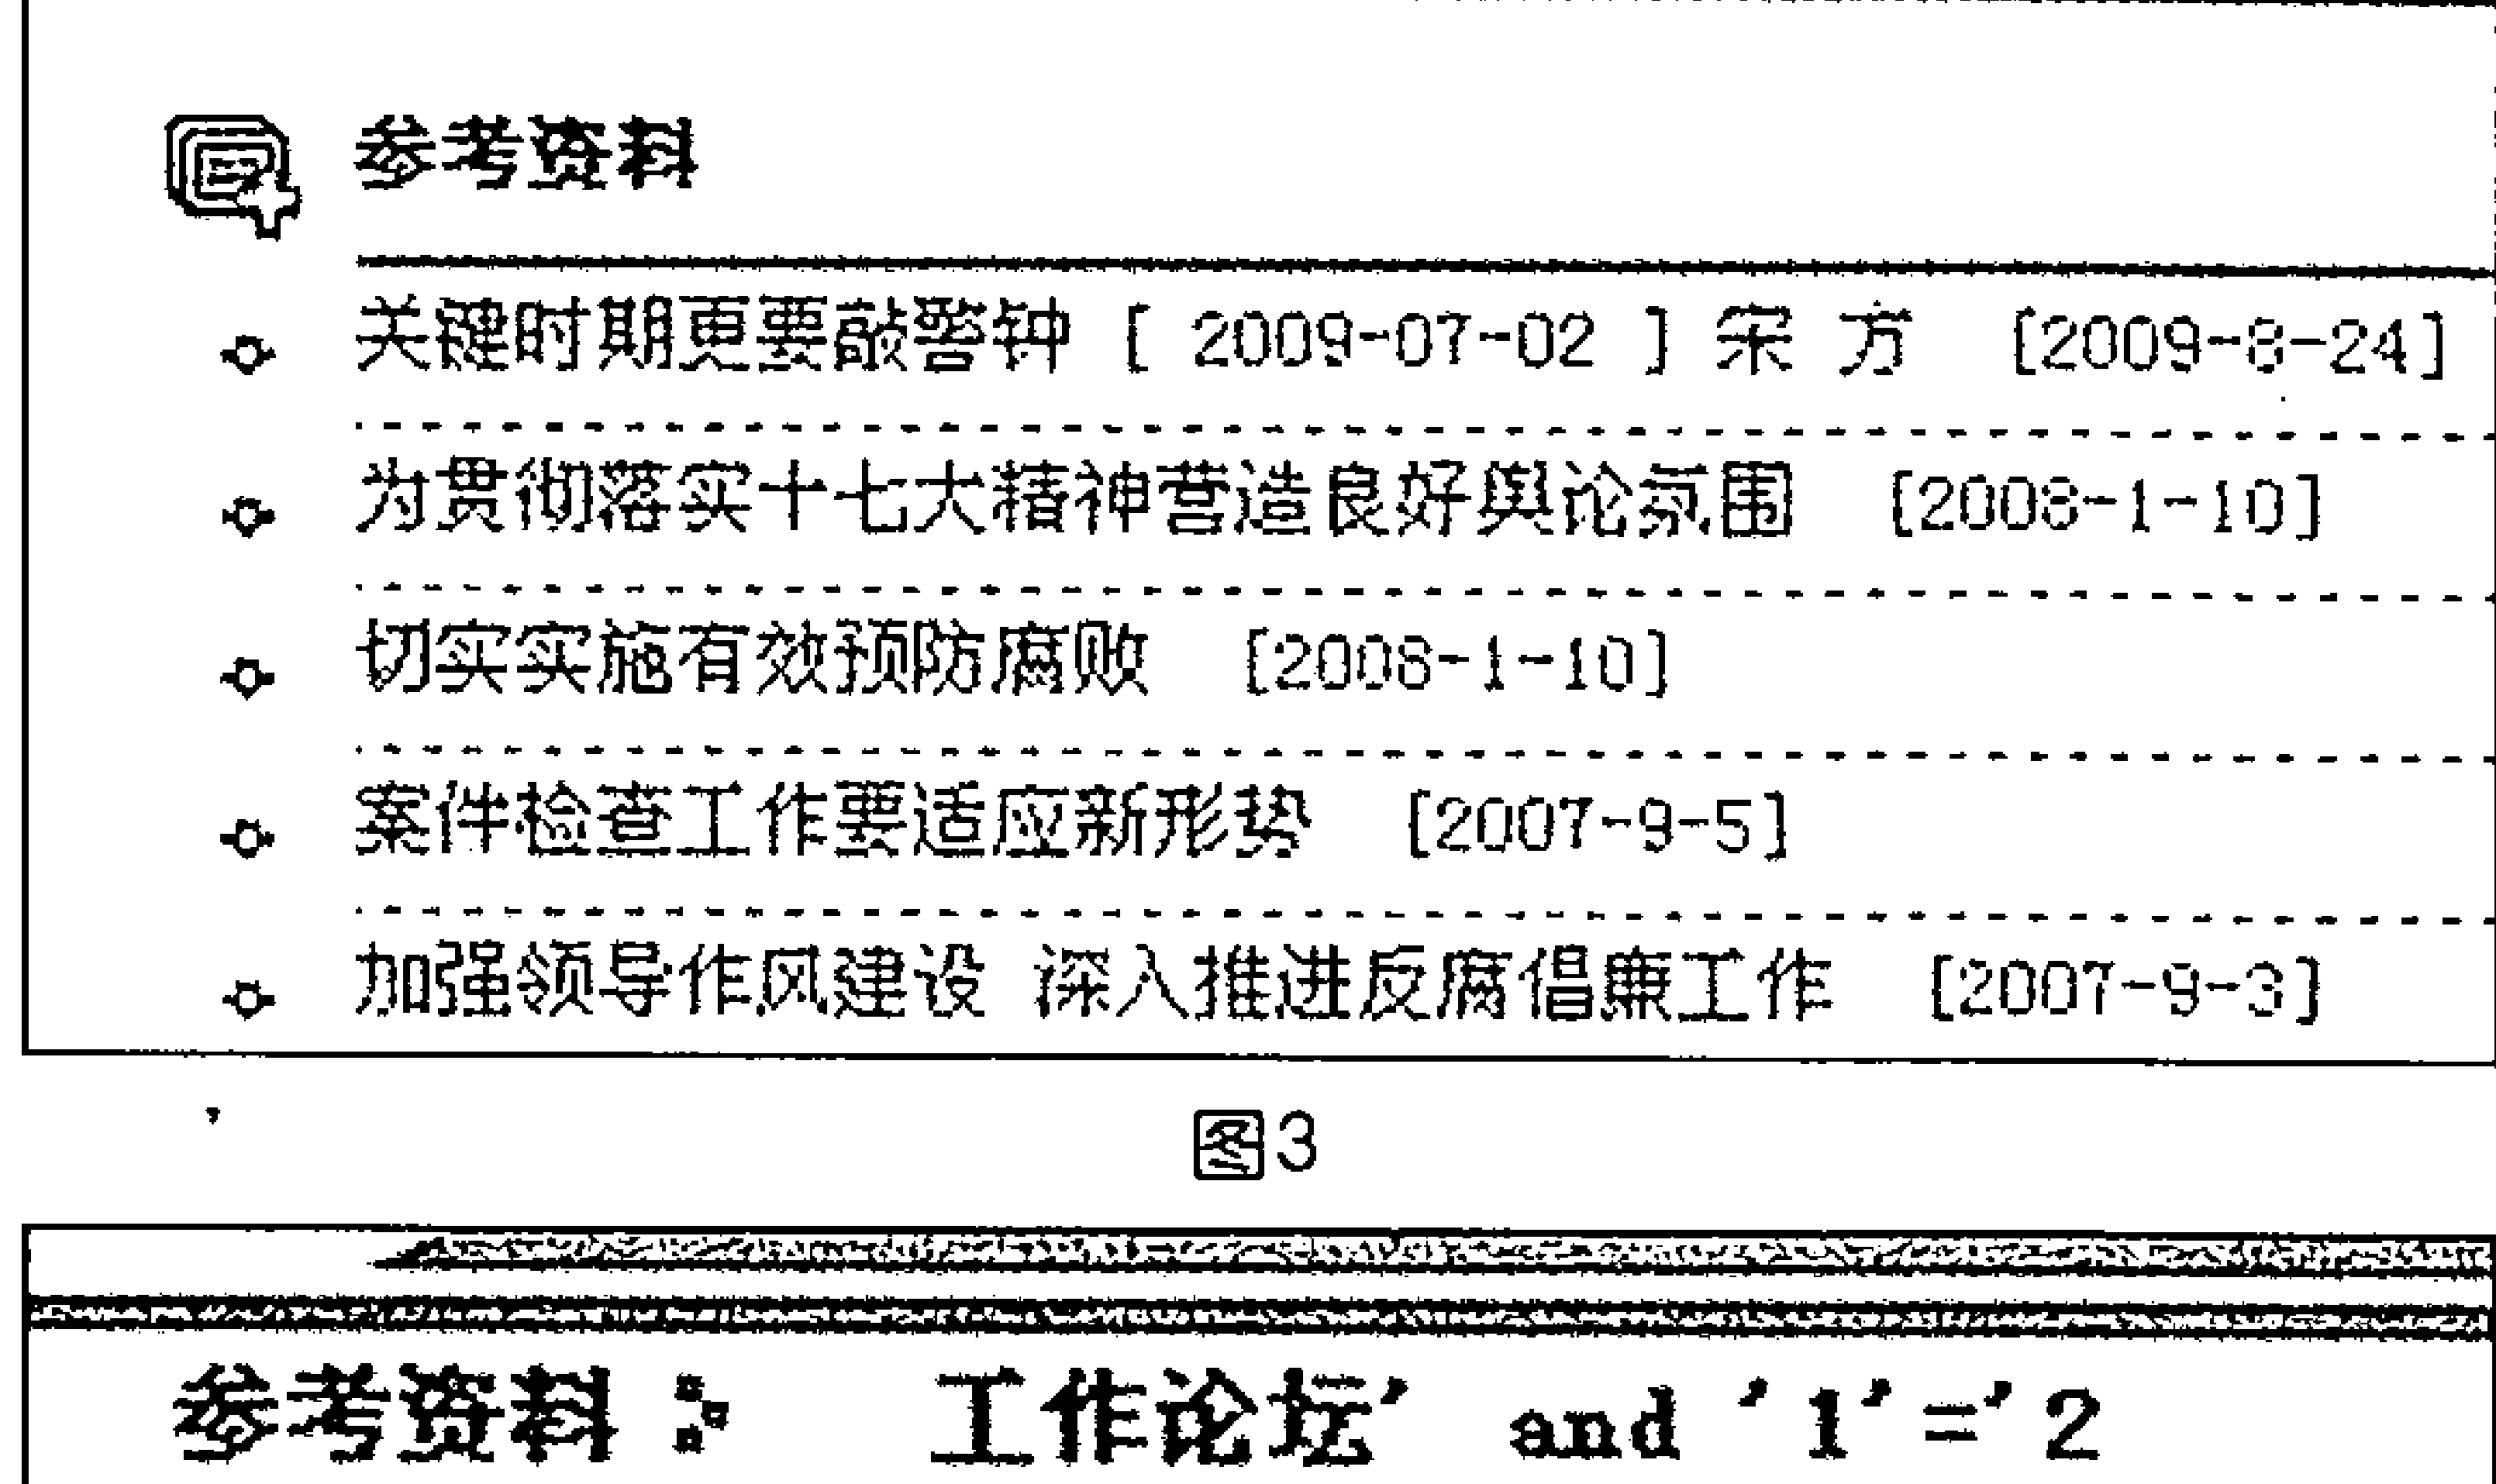 参考资料
关键时期更要敲警钟 [ 2009-07-02 ] 宋 方 [2009-8-24]
为贯彻落实十七大精神营造良好舆论氛围 [2008-1-10]
切实实施有效预防腐败 [2008-1-10]
案件检查工作要适应新形势 [2007-9-5]
加强领导作风建设 深入推进反腐倡廉工作 [2007-9-3]
图3
参考资料 工作论坛' and '1'='2